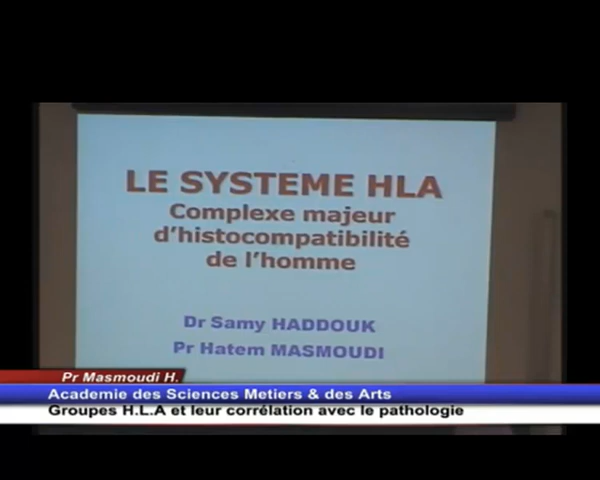 LE SYSTEME HLA
Complexe majeur
d'histocompatibilité
de l'homme
Dr Samy HADDOUK
Pr Hatem MASMOUDI
Pr Masmoudi H.
Academie des Sciences Metiers & des Arts
Groupes H.L.A et leur corrélation avec le pathologie